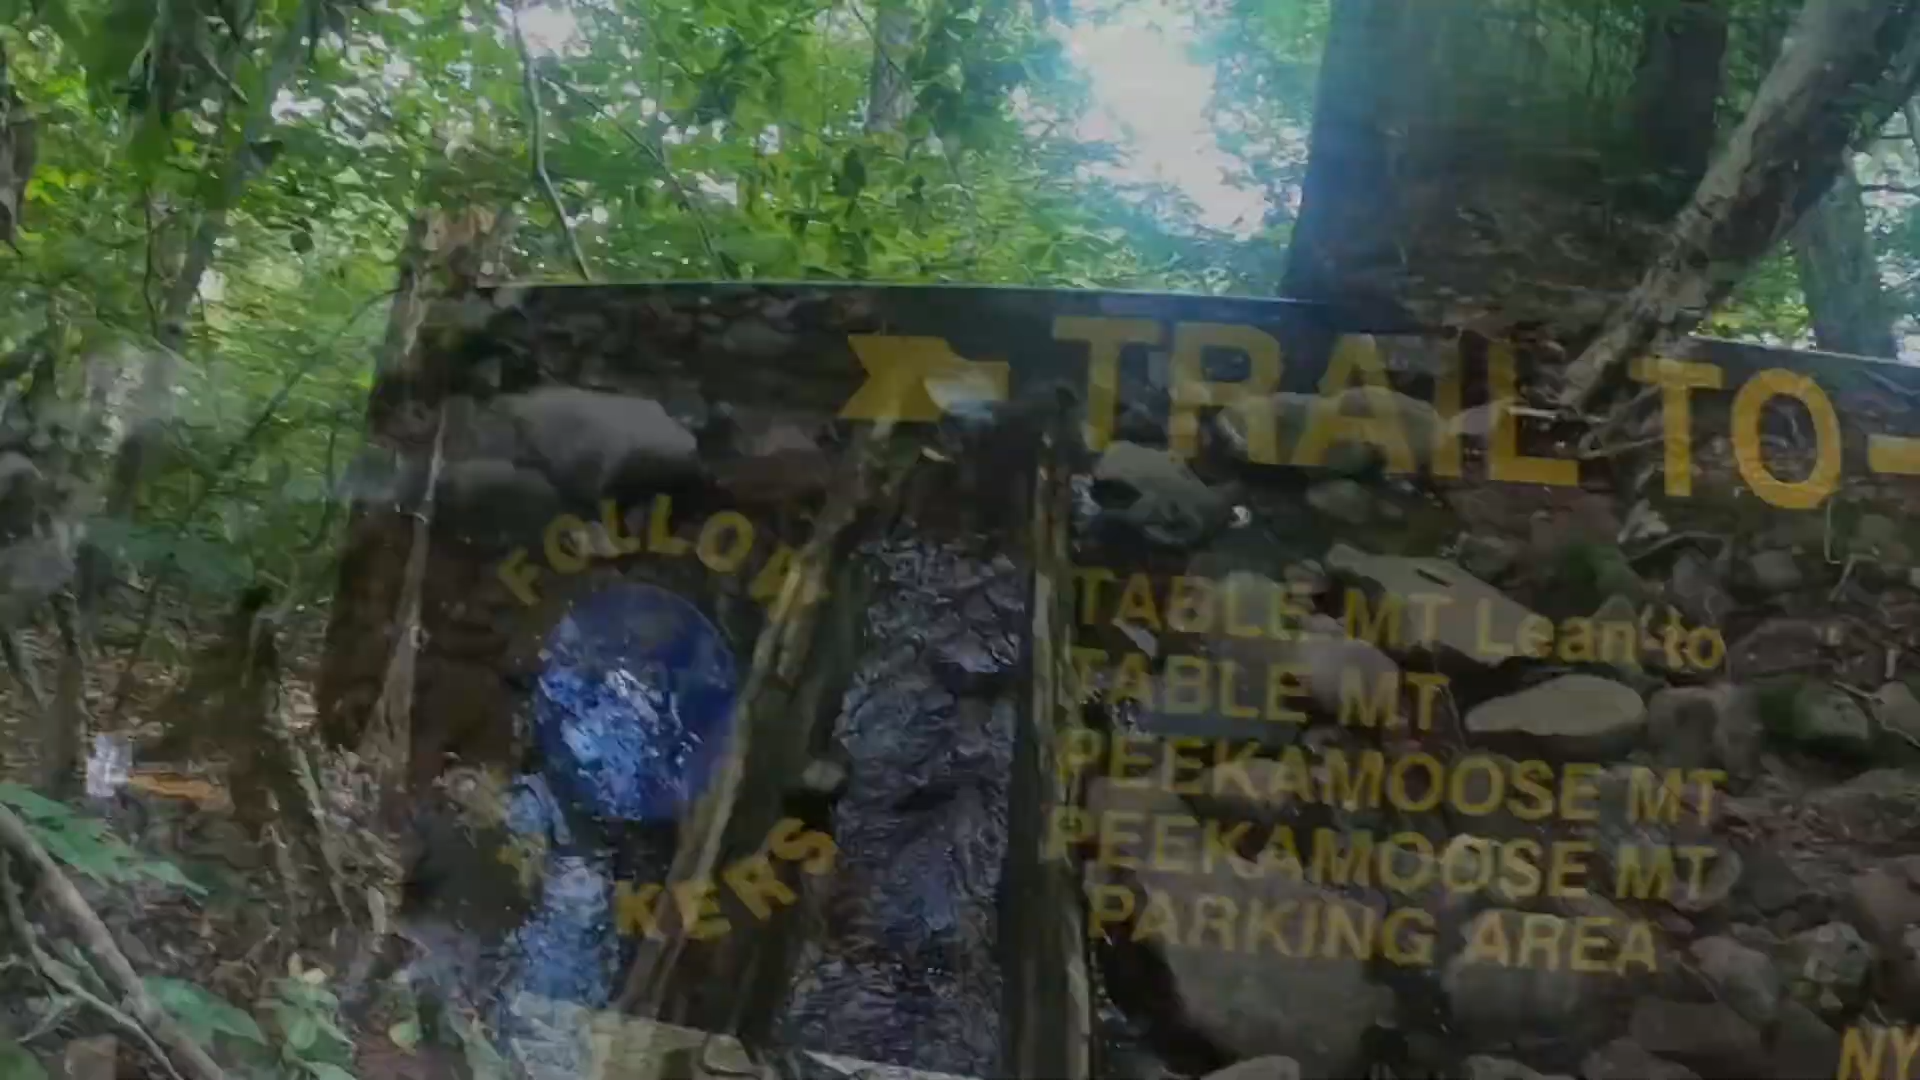 TRAIL TO-
FOLLOW
KERS
TABLE MT Lean-to
TABLE MT
PEEKAMOOSE MT
PEEKAMOOSE MT
PARKING AREA
NY